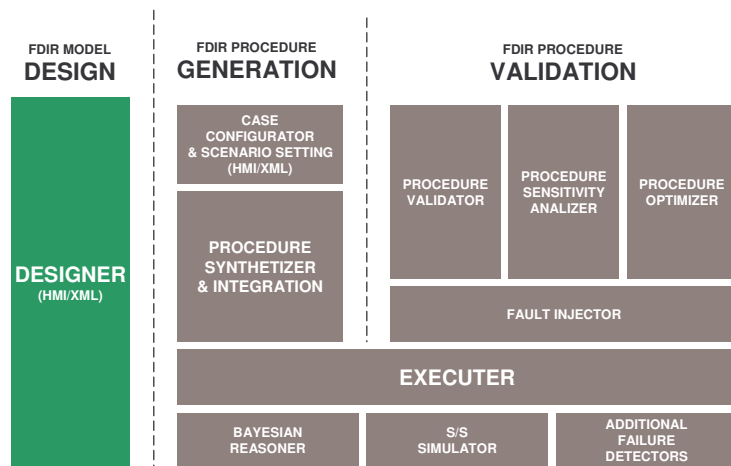 FDIR MODEL
DESIGN
FDIR PROCEDURE
GENERATION
FDIR PROCEDURE
VALIDATION
DESIGNER
(HMI/XML)
CASE
CONFIGURATOR
& SCENARIO SETTING
(HMI/XML)
PROCEDURE
SYNTHETIZER
& INTEGRATION
PROCEDURE
VALIDATOR
PROCEDURE
SENSITIVITY
ANALIZER
PROCEDURE
OPTIMIZER
FAULT INJECTOR
EXECUTER
BAYESIAN
REASONER
S/S
SIMULATOR
ADDITIONAL
FAILURE
DETECTORS